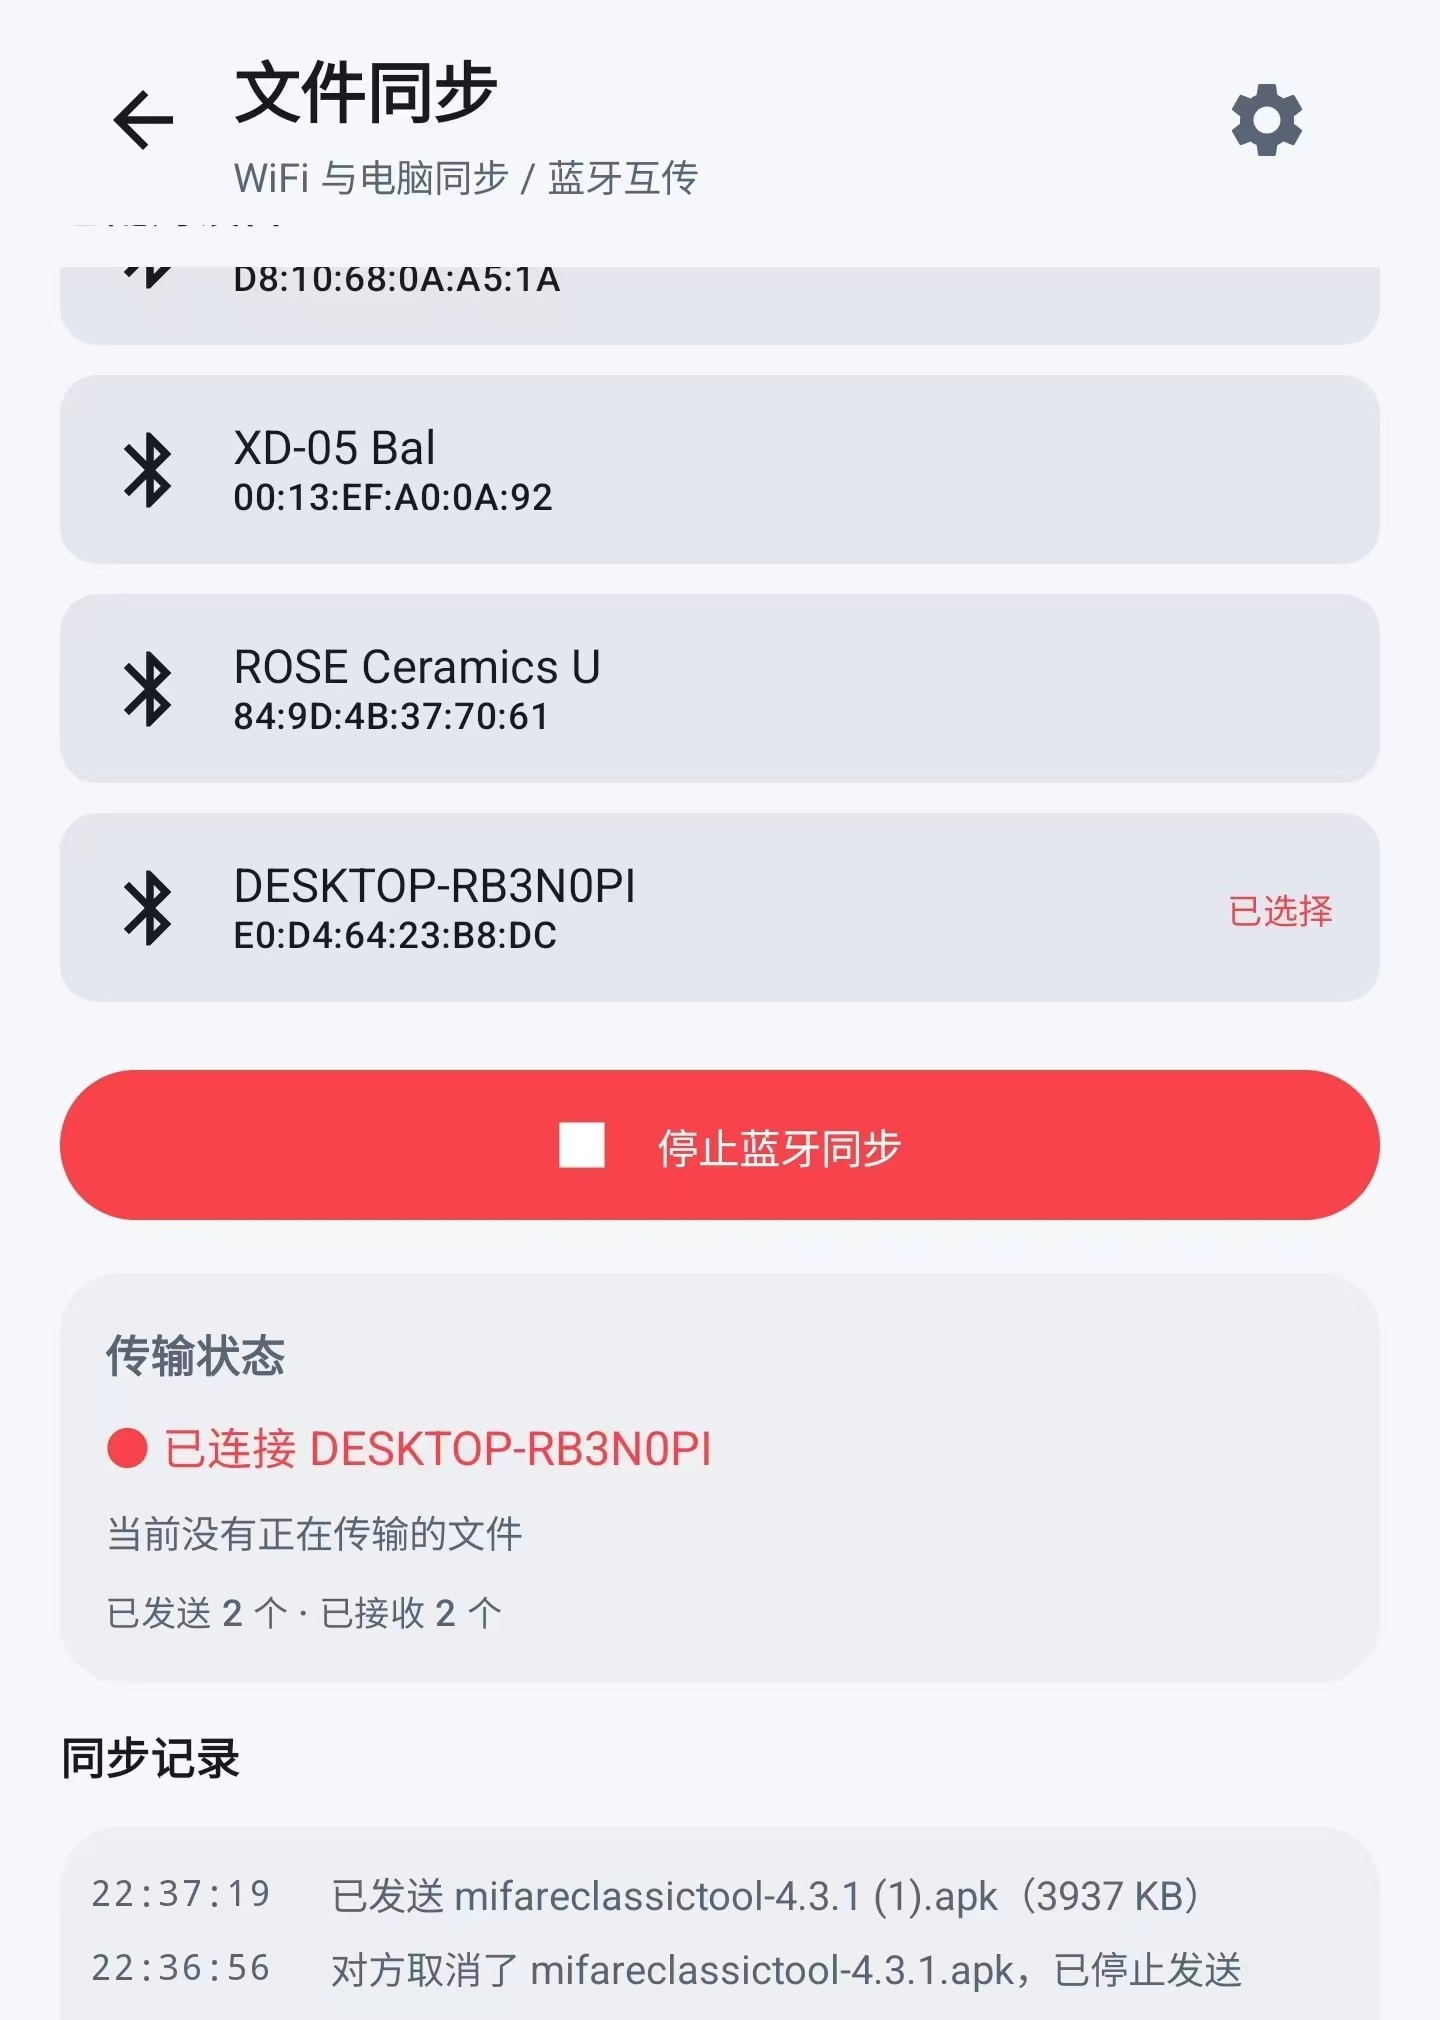 文件同步
WiFi 与电脑同步 / 蓝牙互传
D8:10:68:0A:A5:1A
XD-05 Bal
00:13:EF:A0:0A:92
ROSE Ceramics U
84:9D:4B:37:70:61
DESKTOP-RB3N0PI
E0:D4:64:23:B8:DC
已选择
停止蓝牙同步
传输状态
已连接 DESKTOP-RB3N0PI
当前没有正在传输的文件
已发送 2 个 · 已接收 2 个
同步记录
22:37:19 已发送 mifareclassictool-4.3.1 (1).apk（3937 KB）
22:36:56 对方取消了 mifareclassictool-4.3.1.apk，已停止发送